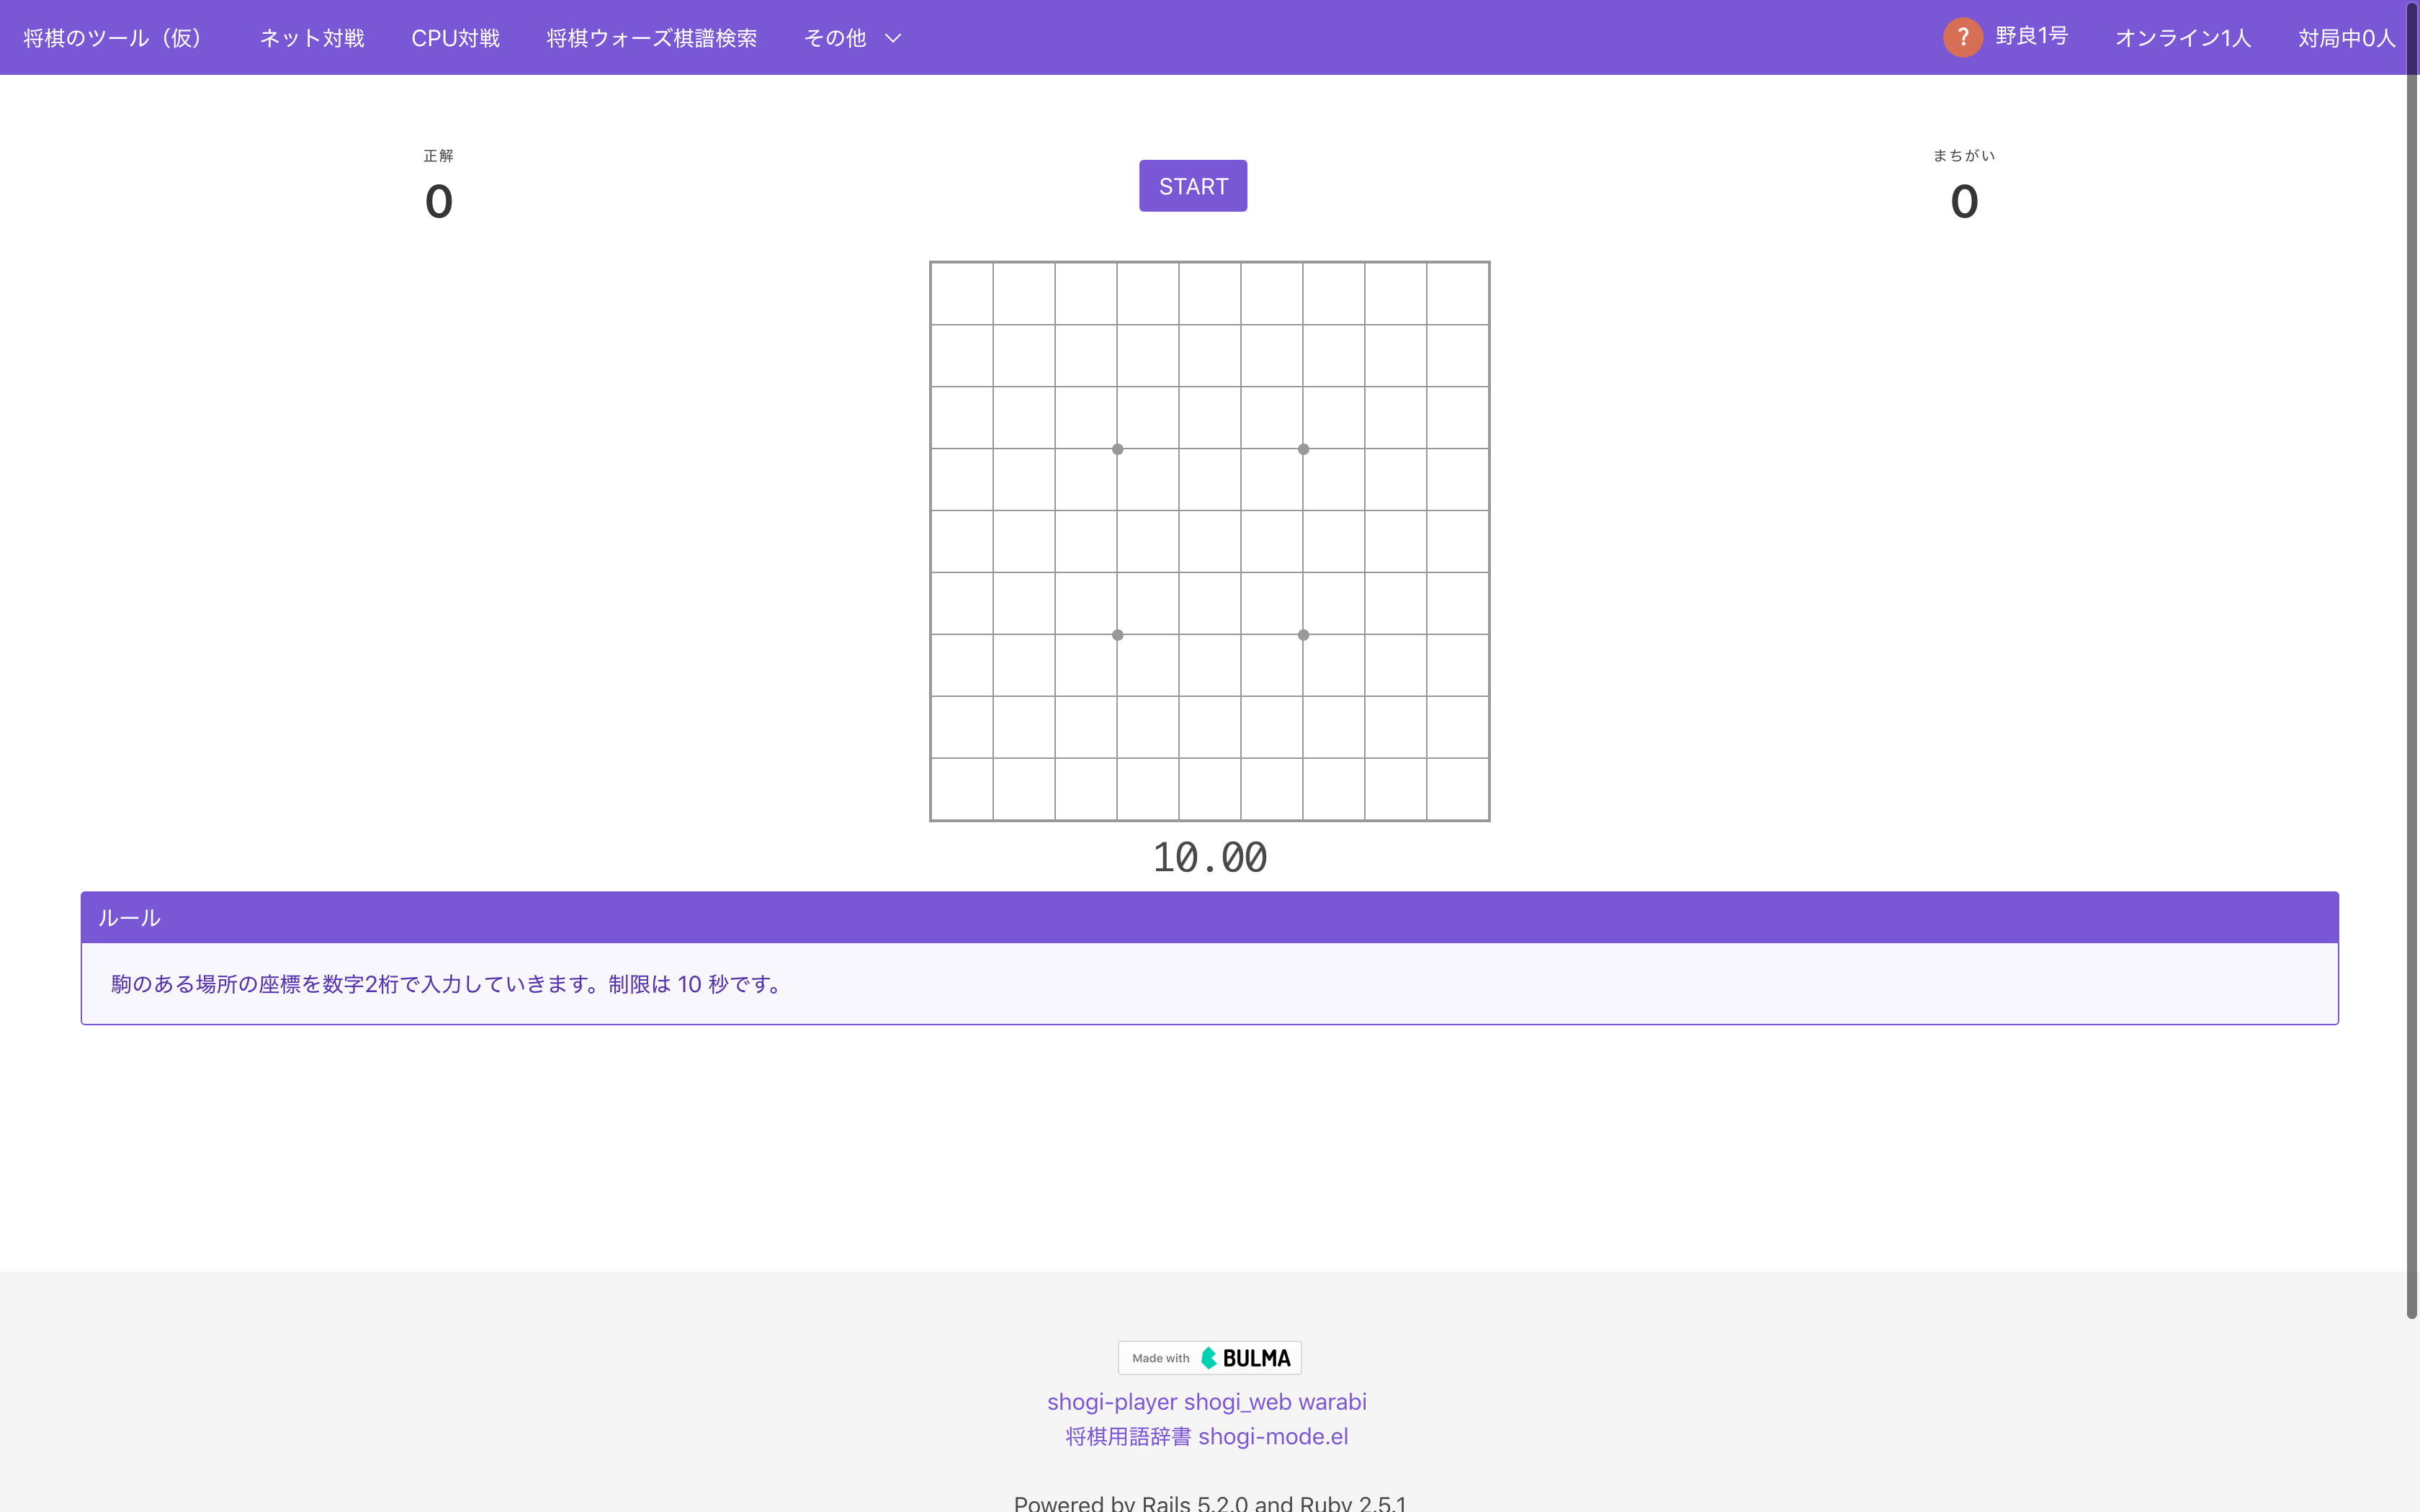 将棋のツール（仮） ネット対戦 CPU対戦 将棋ウォーズ棋譜検索 その他 ? 野良1号 オンライン1人 対局中0人
正解 START まちがい
0 0
10.00
ルール
駒のある場所の座標を数字2桁で入力していきます。制限は 10 秒です。
Made with BULMA
shogi-player shogi_web warabi
将棋用語辞書 shogi-mode.el
Powered by Rails 5.2.0 and Ruby 2.5.1